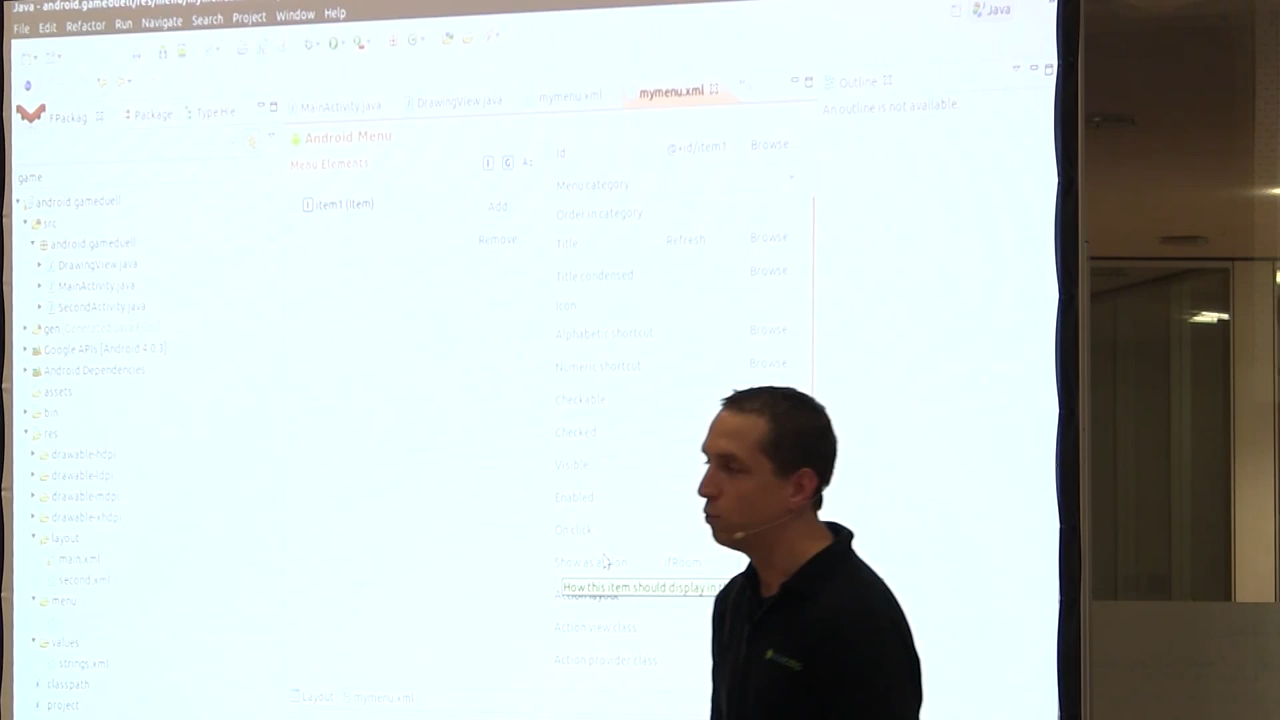 Java - android.gameduell/res/menu/mymenu
File Edit Refactor Run Navigate Search Project Window Help
Java
Package
Type Hie
MainActivity.java
DrawingView.java
mymenu.xml
mymenu.xml
Outline
An outline is not available.
game
android.gameduell
src
android.gameduell
DrawingView.java
MainActivity.java
SecondActivity.java
gen [Generated Java Files]
Google APIs [Android 4.0.3]
Android Dependencies
assets
bin
res
drawable-hdpi
drawable-ldpi
drawable-mdpi
drawable-xhdpi
layout
main.xml
second.xml
menu
values
strings.xml
classpath
project
Android Menu
Menu Elements
I G Az
item1 (Item)
Add
Remove
Id @+id/item1 Browse
Menu category
Order in category
Title Refresh Browse
Title condensed Browse
Icon
Alphabetic shortcut Browse
Numeric shortcut Browse
Checkable
Checked
Visible
Enabled
On click
Show as action ifRoom
How this item should display in
Action layout
Action view class
Action provider class
Layout mymenu.xml